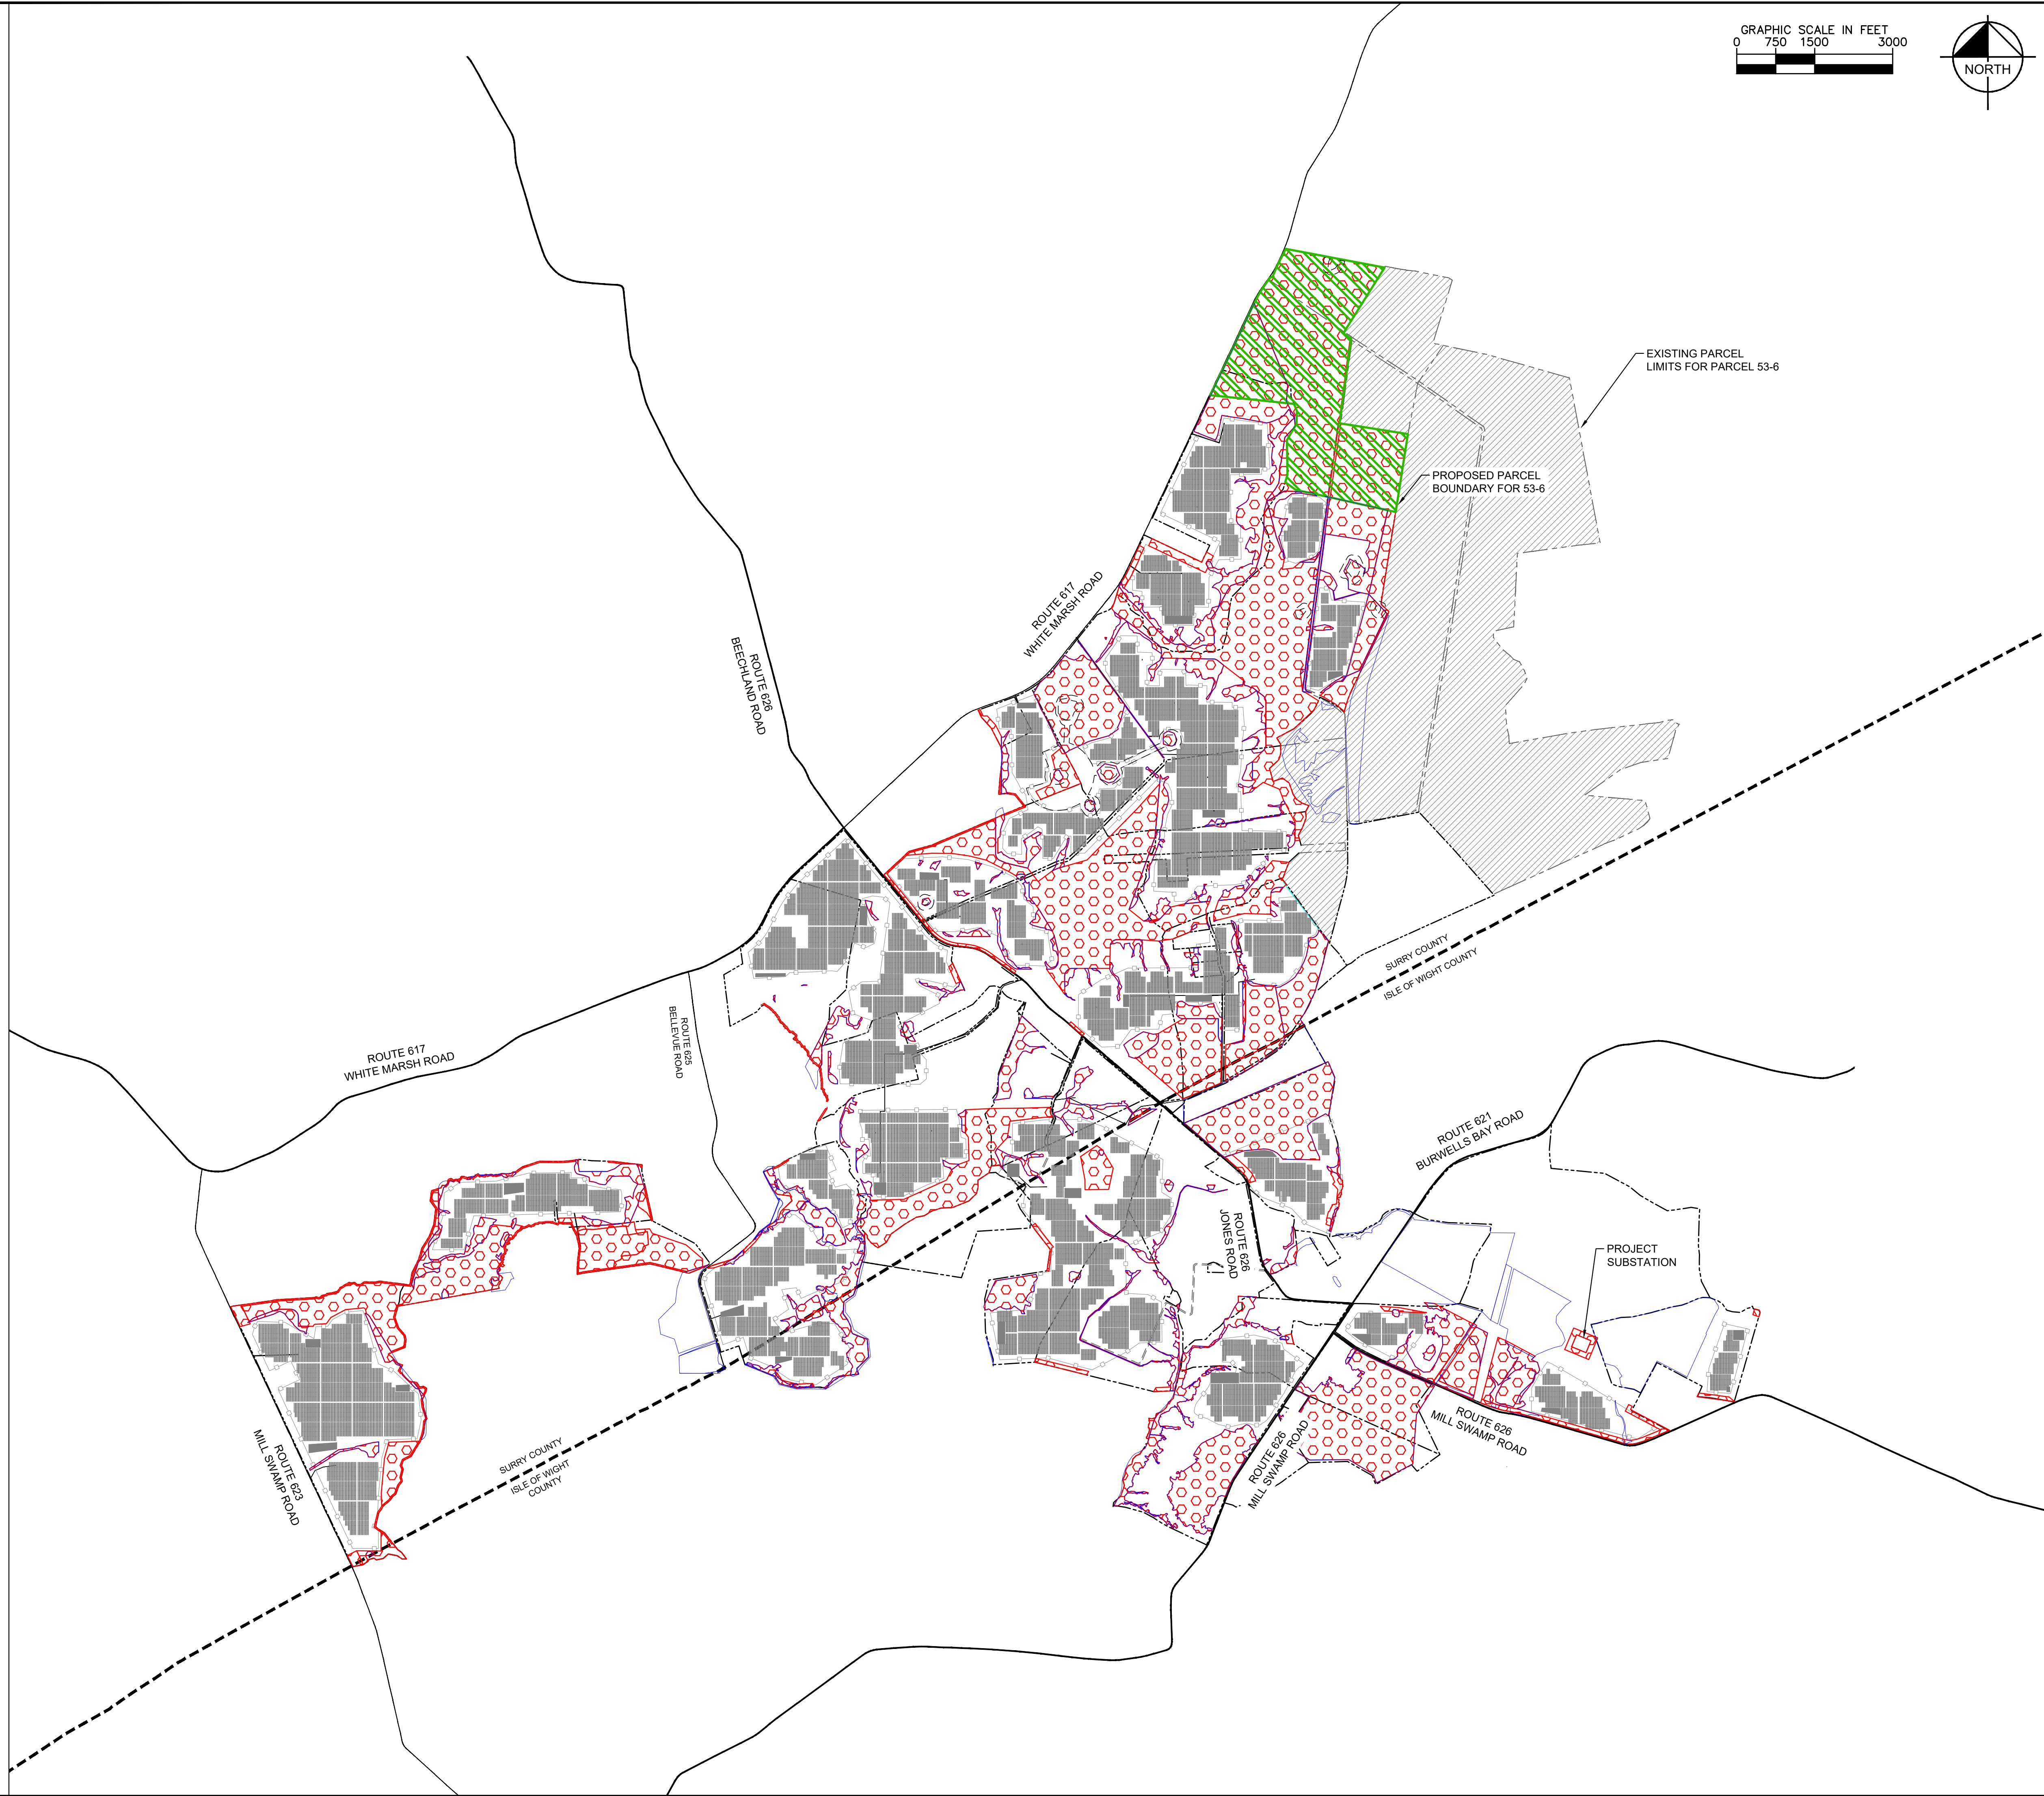 GRAPHIC SCALE IN FEET
0 750 1500 3000
NORTH
EXISTING PARCEL
LIMITS FOR PARCEL 53-6
PROPOSED PARCEL
BOUNDARY FOR 53-6
ROUTE 617
WHITE MARSH ROAD
ROUTE 626
BEECHLAND ROAD
SURRY COUNTY
ISLE OF WIGHT COUNTY
ROUTE 625
BELLEVUE ROAD
ROUTE 617
WHITE MARSH ROAD
ROUTE 621
BURWELLS BAY ROAD
ROUTE 626
JONES ROAD
PROJECT
SUBSTATION
ROUTE 626
MILL SWAMP ROAD
ROUTE 626
MILL SWAMP ROAD
ROUTE 623
MILL SWAMP ROAD
SURRY COUNTY
ISLE OF WIGHT
COUNTY